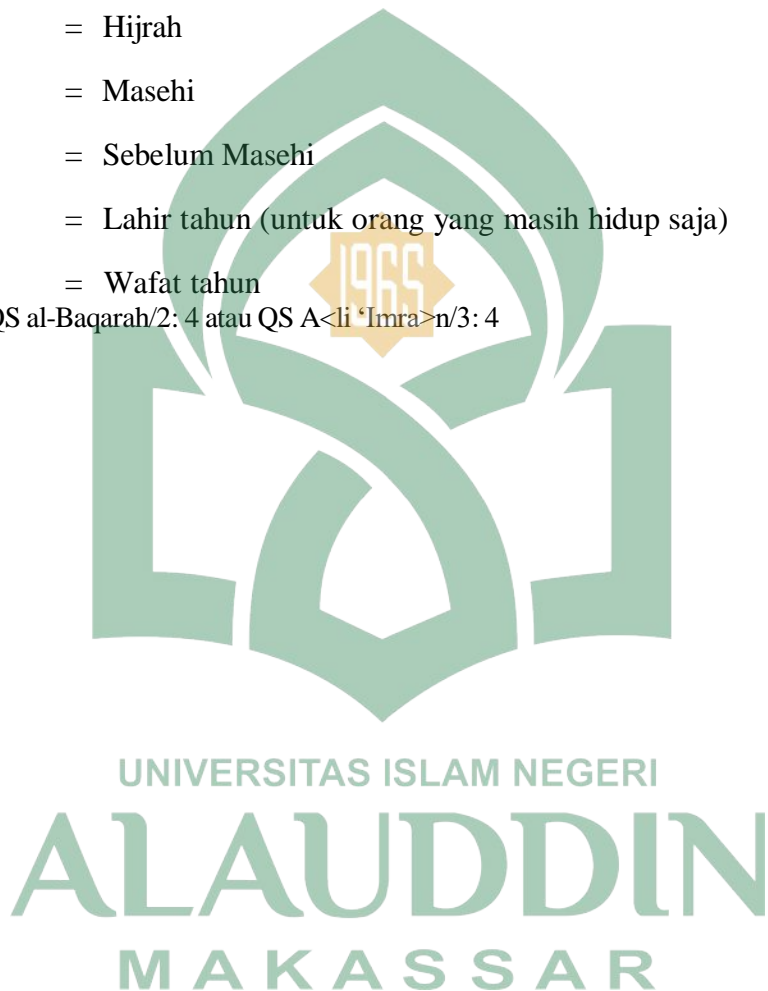 = Hijrah
= Masehi
= Sebelum Masehi
= Lahir tahun (untuk orang yang masih hidup saja)
1965
= Wafat tahun
QS al-Baqarah/2: 4 atau QS A<li ‘Imra>n/3: 4
UNIVERSITAS ISLAM NEGERI
ALAUDDIN
MAKASSAR